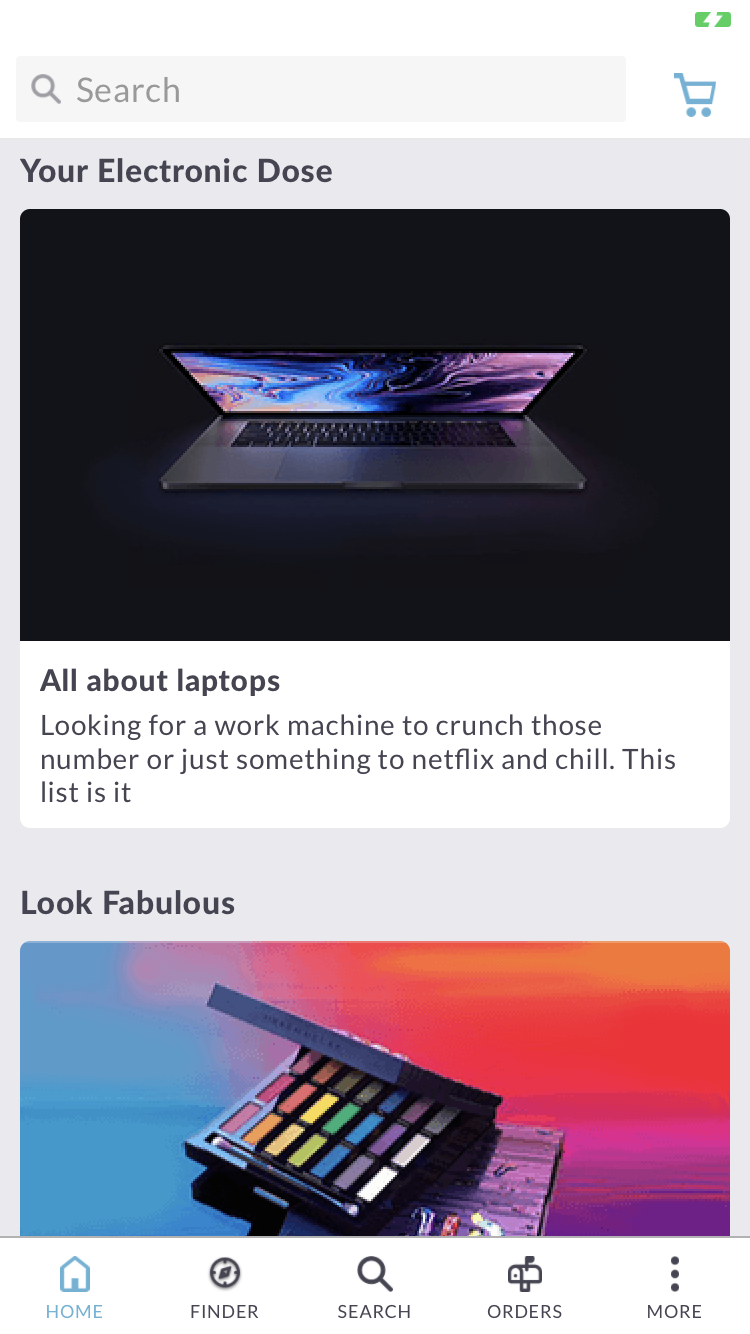 Search
Your Electronic Dose
All about laptops
Looking for a work machine to crunch those
number or just something to netflix and chill. This
list is it
Look Fabulous
HOME
FINDER
SEARCH
ORDERS
MORE